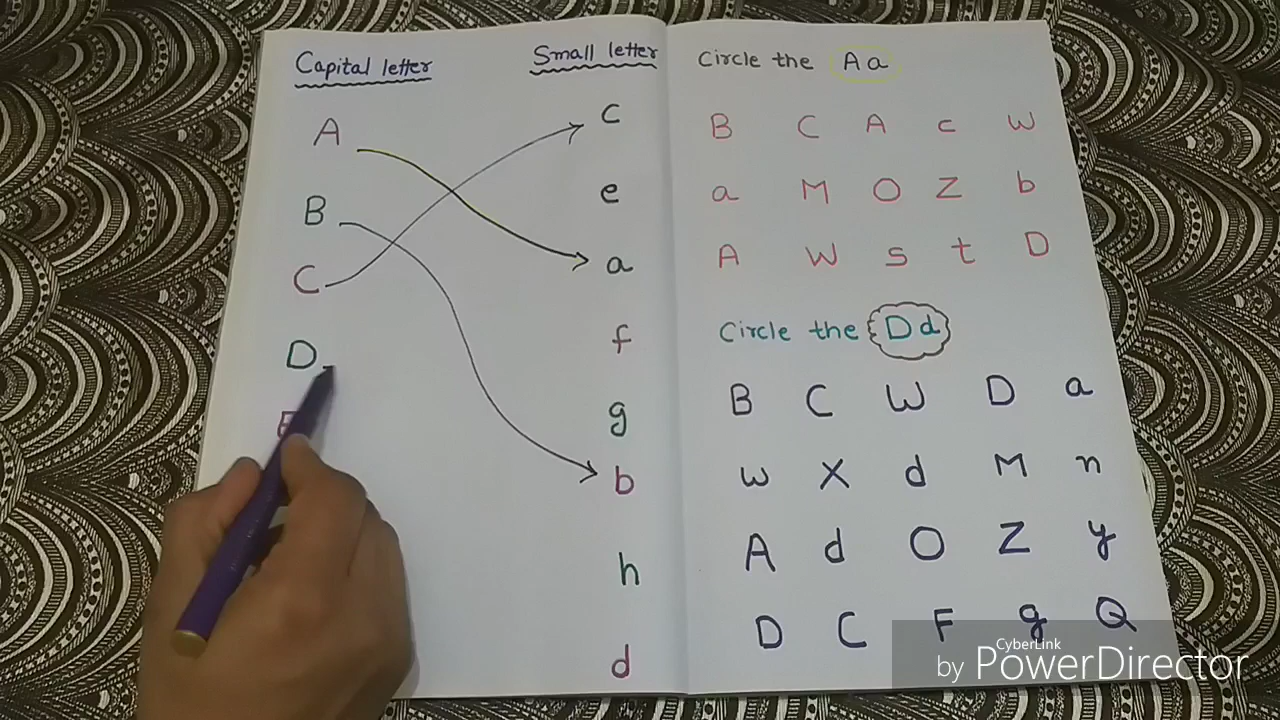 Capital letter
Small letter
A
B
C
D
E
c
e
a
f
g
b
h
d
Circle the Aa
B C A c w
a M O Z b
A W s t D
Circle the Dd
B C W D a
w X d M n
A d O Z y
D C F g Q
CyberLink
by PowerDirector